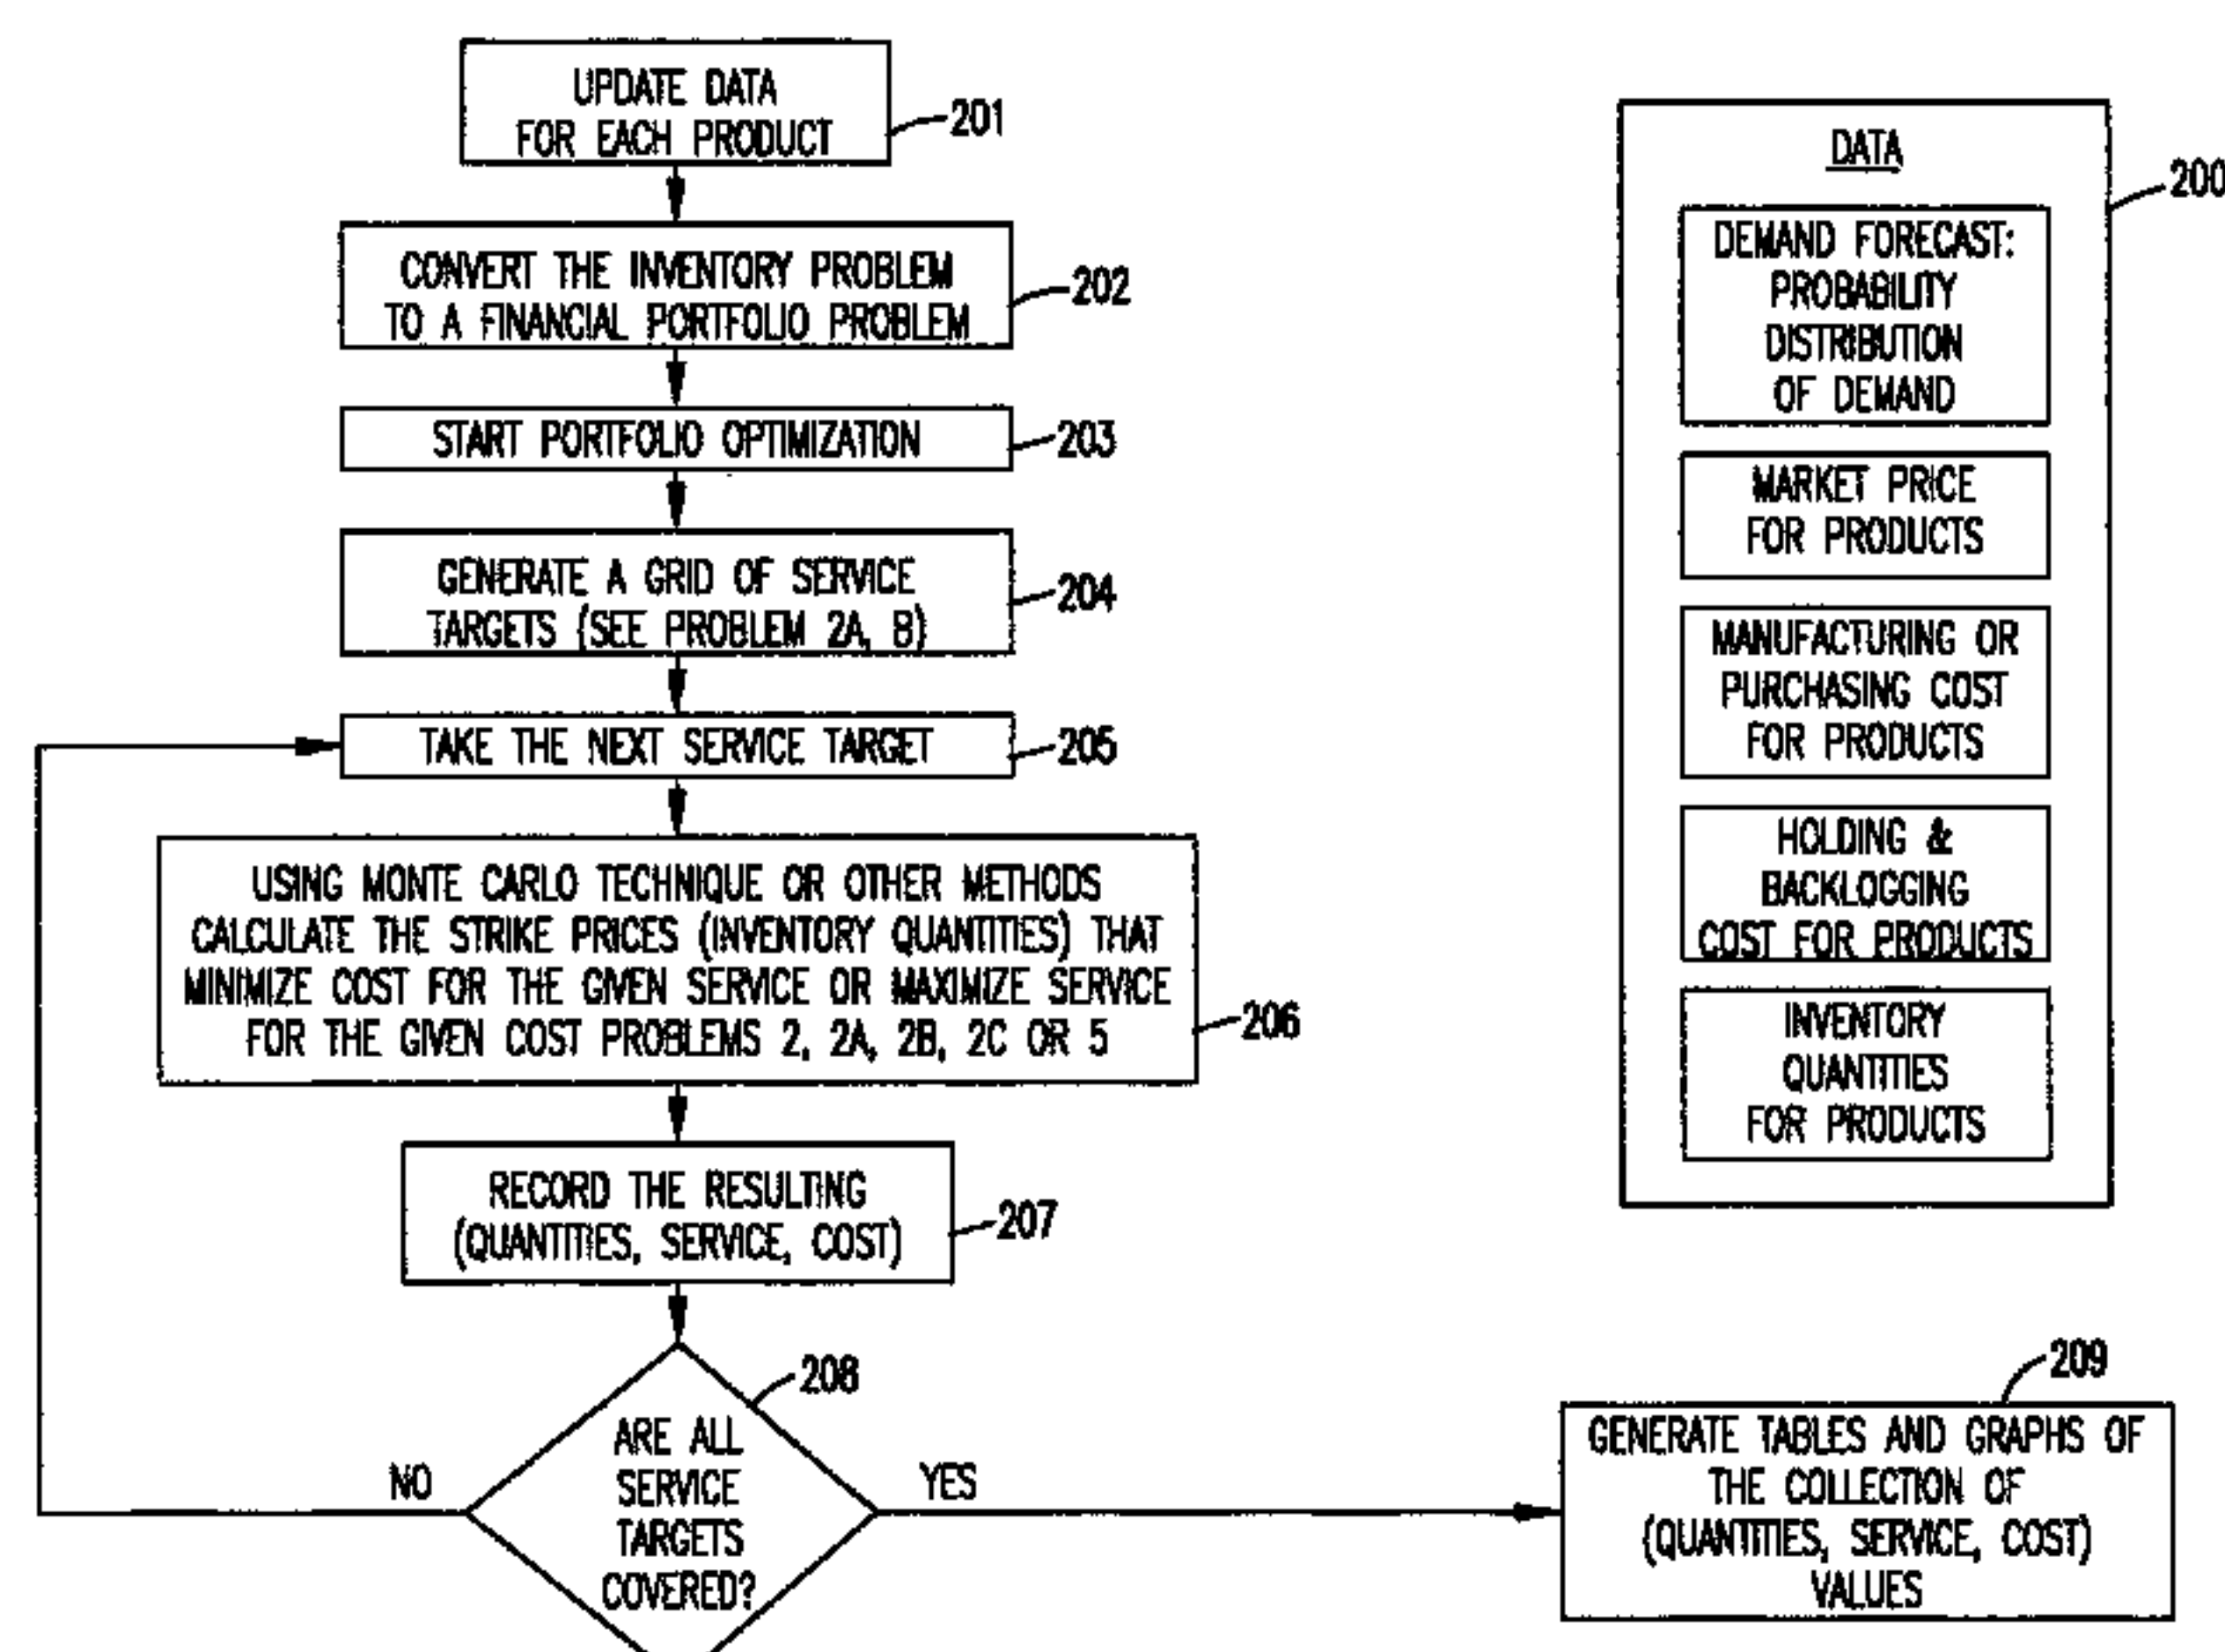 UPDATE DATA
FOR EACH PRODUCT
201
CONVERT THE INVENTORY PROBLEM
TO A FINANCIAL PORTFOLIO PROBLEM
202
START PORTFOLIO OPTIMIZATION
203
GENERATE A GRID OF SERVICE
TARGETS (SEE PROBLEM 2A, B)
204
TAKE THE NEXT SERVICE TARGET
205
USING MONTE CARLO TECHNIQUE OR OTHER METHODS
CALCULATE THE STRIKE PRICES (INVENTORY QUANTITIES) THAT
MINIMIZE COST FOR THE GIVEN SERVICE OR MAXIMIZE SERVICE
FOR THE GIVEN COST PROBLEMS 2, 2A, 2B, 2C OR 5
206
RECORD THE RESULTING
(QUANTITIES, SERVICE, COST)
207
208
ARE ALL
SERVICE
TARGETS
COVERED?
NO
YES
DATA
200
DEMAND FORECAST:
PROBABILITY
DISTRIBUTION
OF DEMAND
MARKET PRICE
FOR PRODUCTS
MANUFACTURING OR
PURCHASING COST
FOR PRODUCTS
HOLDING &
BACKLOGGING
COST FOR PRODUCTS
INVENTORY
QUANTITIES
FOR PRODUCTS
209
GENERATE TABLES AND GRAPHS OF
THE COLLECTION OF
(QUANTITIES, SERVICE, COST)
VALUES